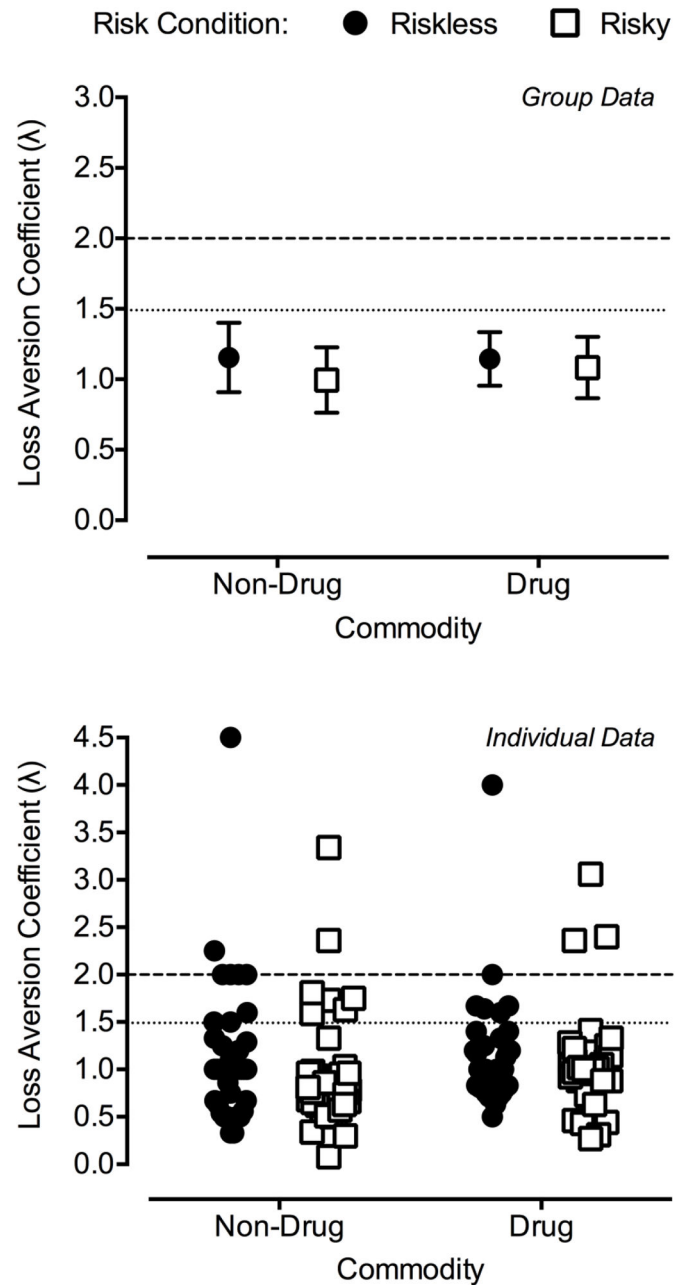 Risk Condition: Riskless Risky
Group Data
Loss Aversion Coefficient (λ)
3.0
2.5
2.0
1.5
1.0
0.5
0.0
Non-Drug Drug
Commodity
Individual Data
Loss Aversion Coefficient (λ)
4.5
4.0
3.5
3.0
2.5
2.0
1.5
1.0
0.5
0.0
Non-Drug Drug
Commodity